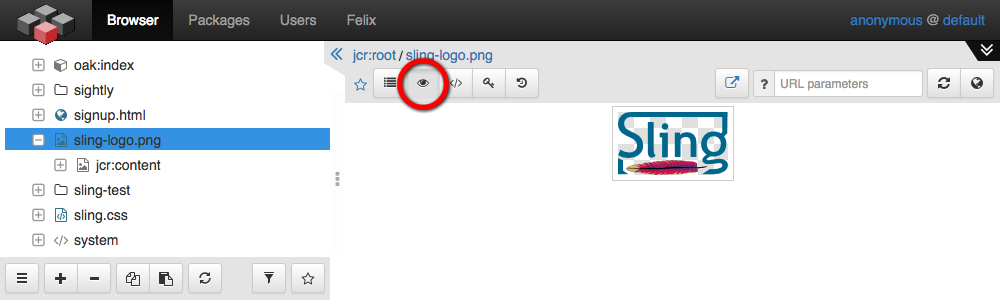 Browser Packages Users Felix anonymous @ default
jcr:root / sling-logo.png
? URL parameters
Sling
oak:index
sightly
signup.html
sling-logo.png
jcr:content
sling-test
sling.css
system